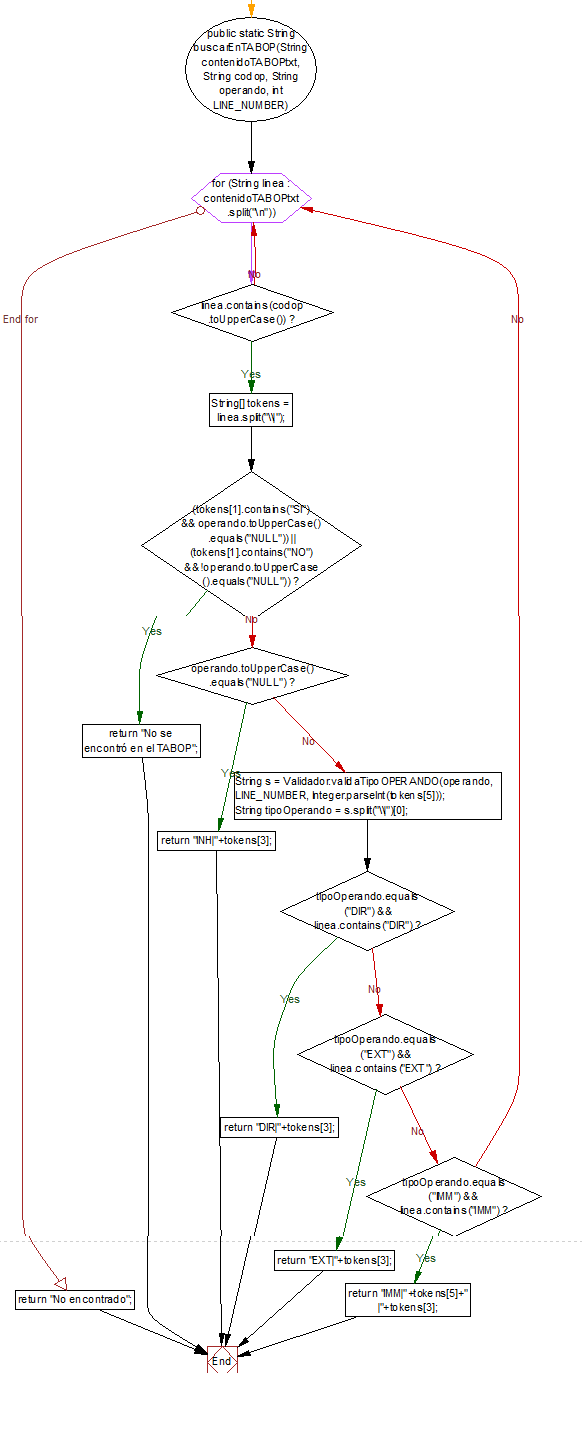 public static String
buscarEnTABOP(String
contenidoTABOPtxt,
String codop, String
operando, int
LINE_NUMBER)
for (String linea :
contenidoTABOPtxt
.split("\n"))
End for
No
No
linea.contains(codop
.toUpperCase()) ?
Yes
String[] tokens =
linea.split("\\|");
(tokens[1].contains("SI")
&& operando.toUpperCase()
.equals("NULL")) ||
(tokens[1].contains("NO")
&& !operando.toUpperCase
().equals("NULL")) ?
Yes
No
operando.toUpperCase()
.equals("NULL") ?
return "No se
encontró en el TABOP";
No
Yes
String s = Validador.validaTipoOPERANDO(operando,
LINE_NUMBER, Integer.parseInt(tokens[5]));
String tipoOperando = s.split("\\|")[0];
return "INH|"+tokens[3];
tipoOperando.equals
("DIR") &&
linea.contains("DIR") ?
Yes
No
tipoOperando.equals
("EXT") &&
linea.contains("EXT") ?
return "DIR|"+tokens[3];
No
Yes
tipoOperando.equals
("IMM") &&
linea.contains("IMM") ?
return "EXT|"+tokens[3];
Yes
return "No encontrado";
return "IMM|"+tokens[5]+"
|"+tokens[3];
End